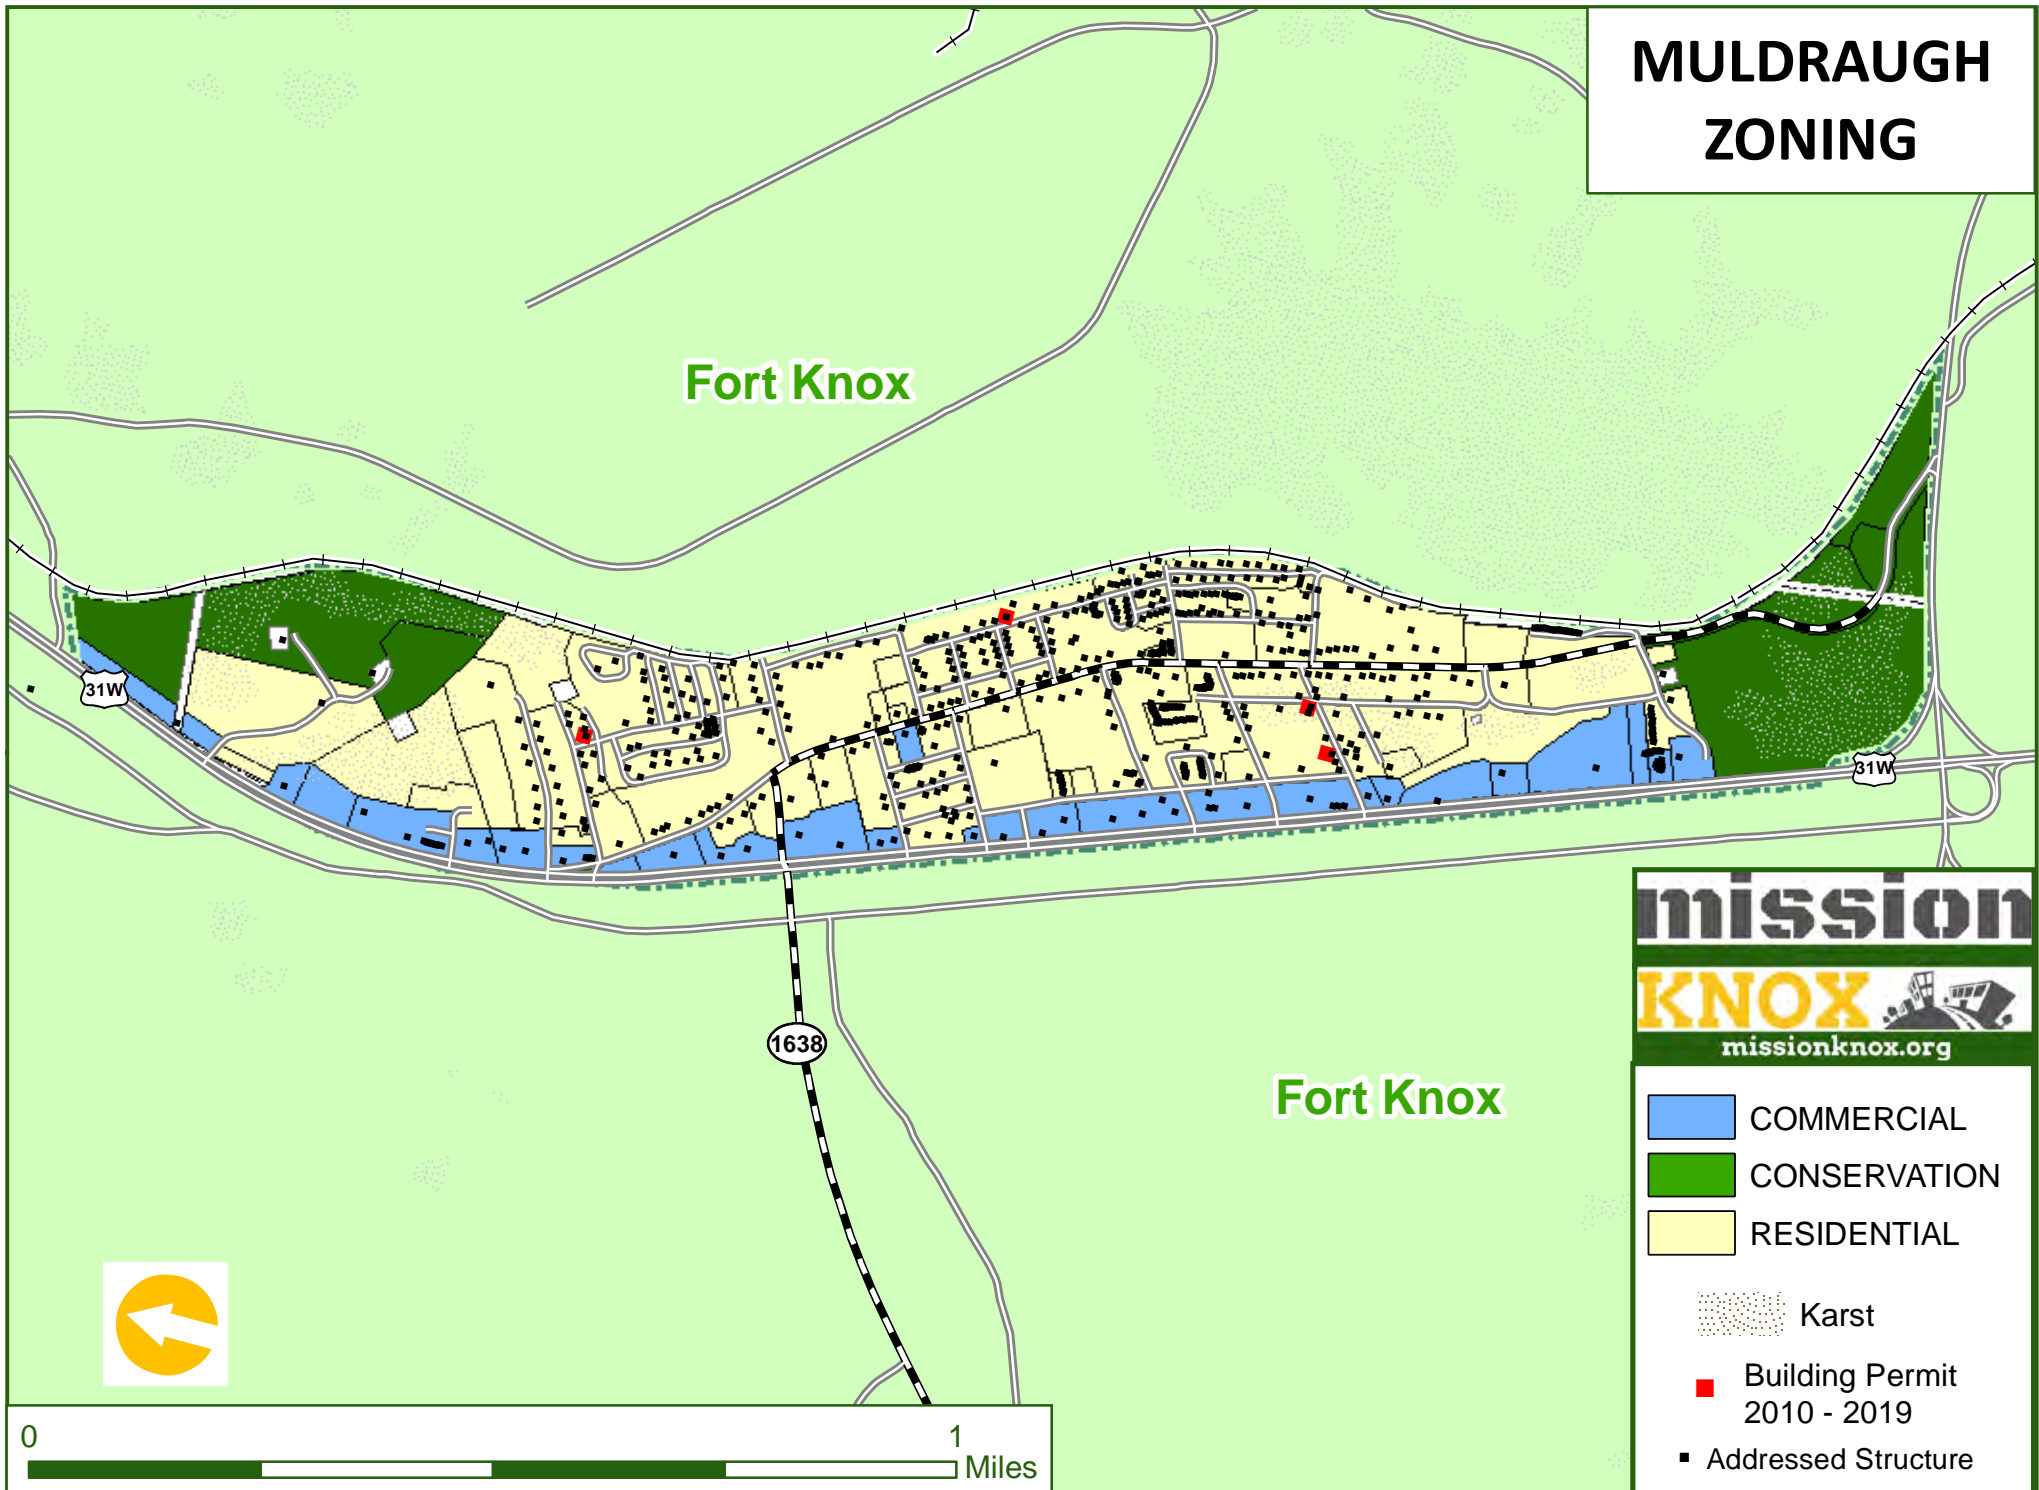 MULDRAUGH
ZONING
Fort Knox
31W
31W
1638
Fort Knox
mission
KNOX
missionknox.org
COMMERCIAL
CONSERVATION
RESIDENTIAL
Karst
Building Permit
2010 - 2019
Addressed Structure
0 1
Miles